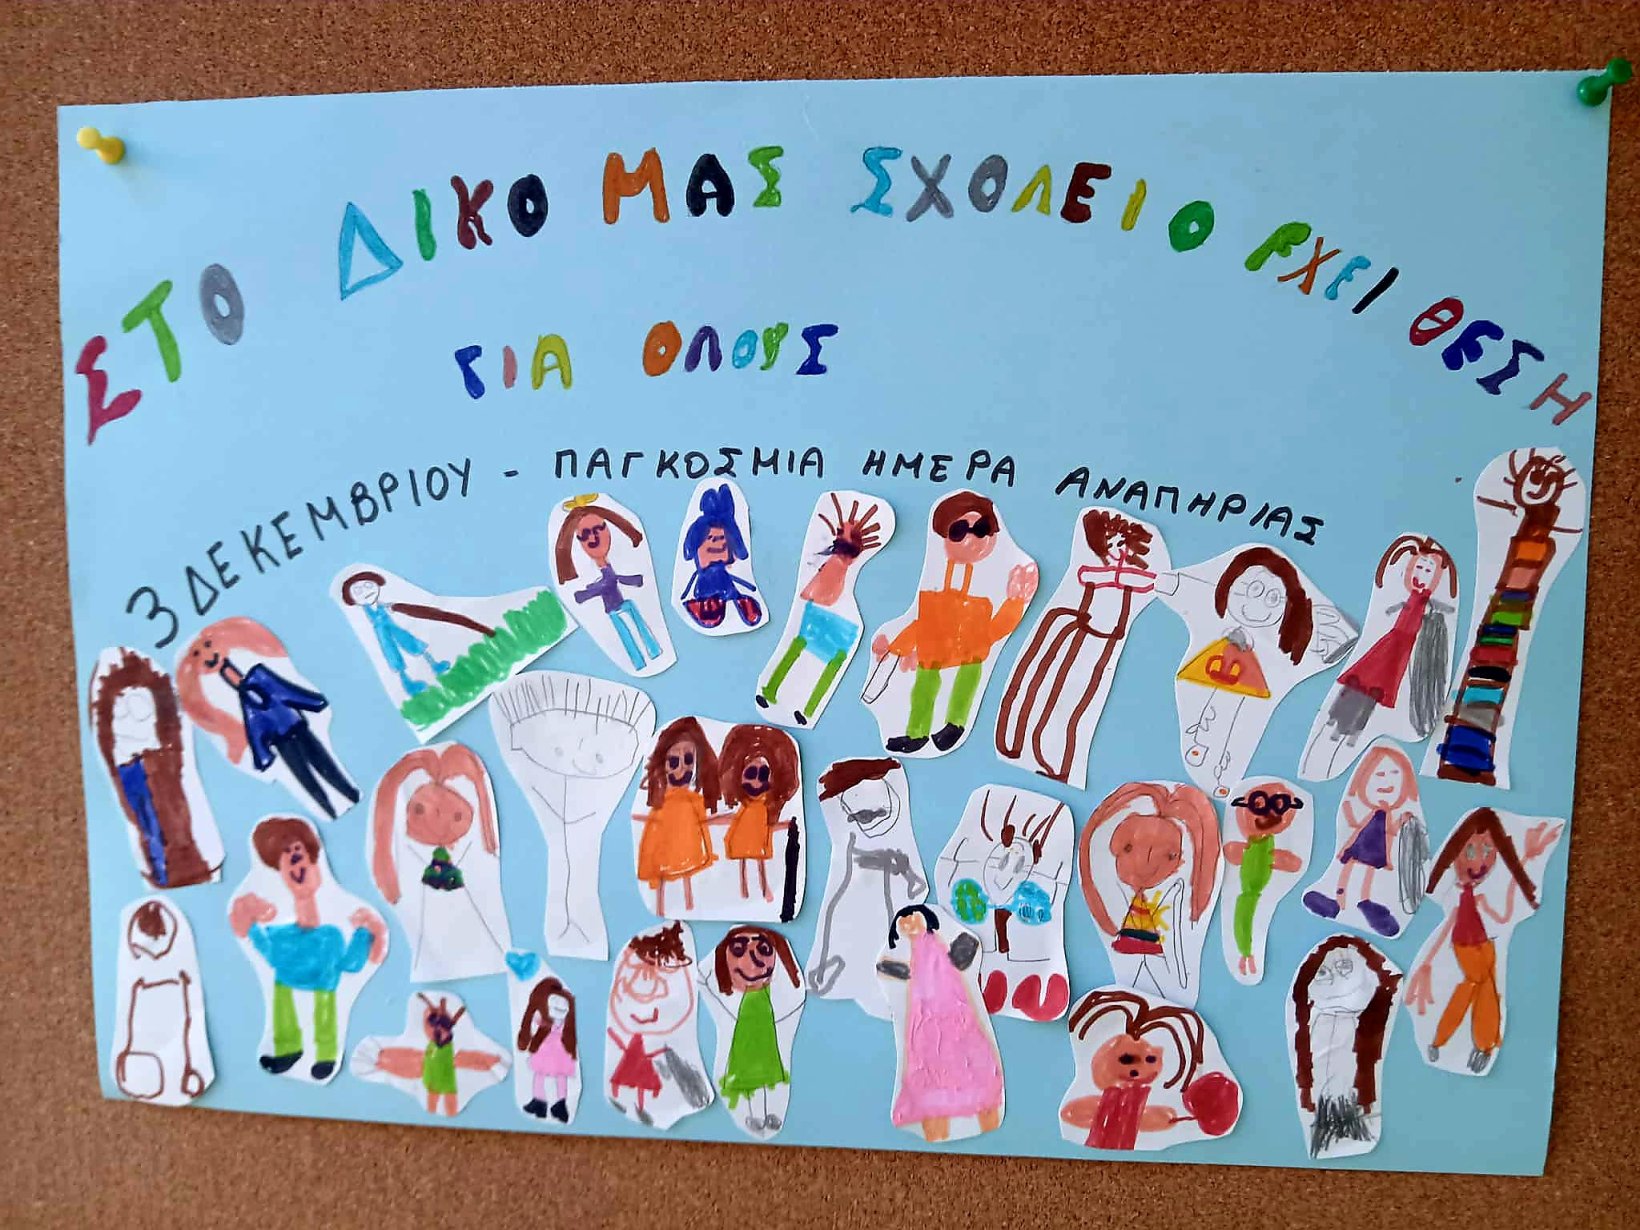 ΣΤΟ ΔΙΚΟ ΜΑΣ ΣΧΟΛΕΙΟ ΕΧΕΙ ΘΕΣΗ
ΓΙΑ ΟΛΟΥΣ
3 ΔΕΚΕΜΒΡΙΟΥ - ΠΑΓΚΟΣΜΙΑ ΗΜΕΡΑ ΑΝΑΠΗΡΙΑΣ